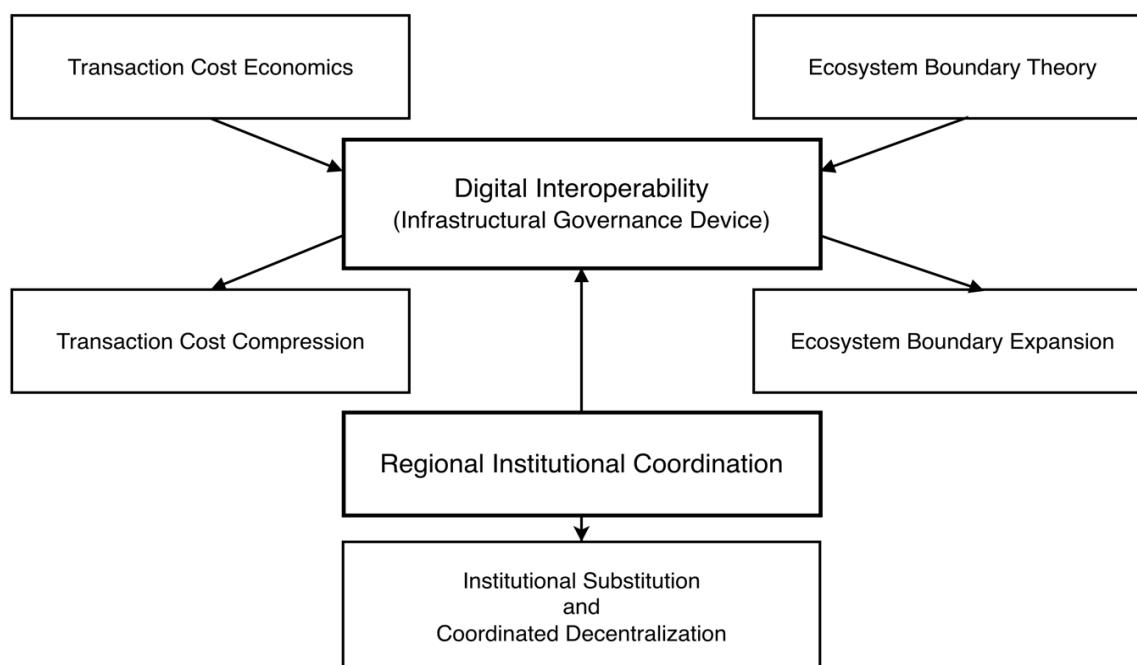 Transaction Cost Economics
Ecosystem Boundary Theory
Digital Interoperability
(Infrastructural Governance Device)
Transaction Cost Compression
Ecosystem Boundary Expansion
Regional Institutional Coordination
Institutional Substitution
and
Coordinated Decentralization